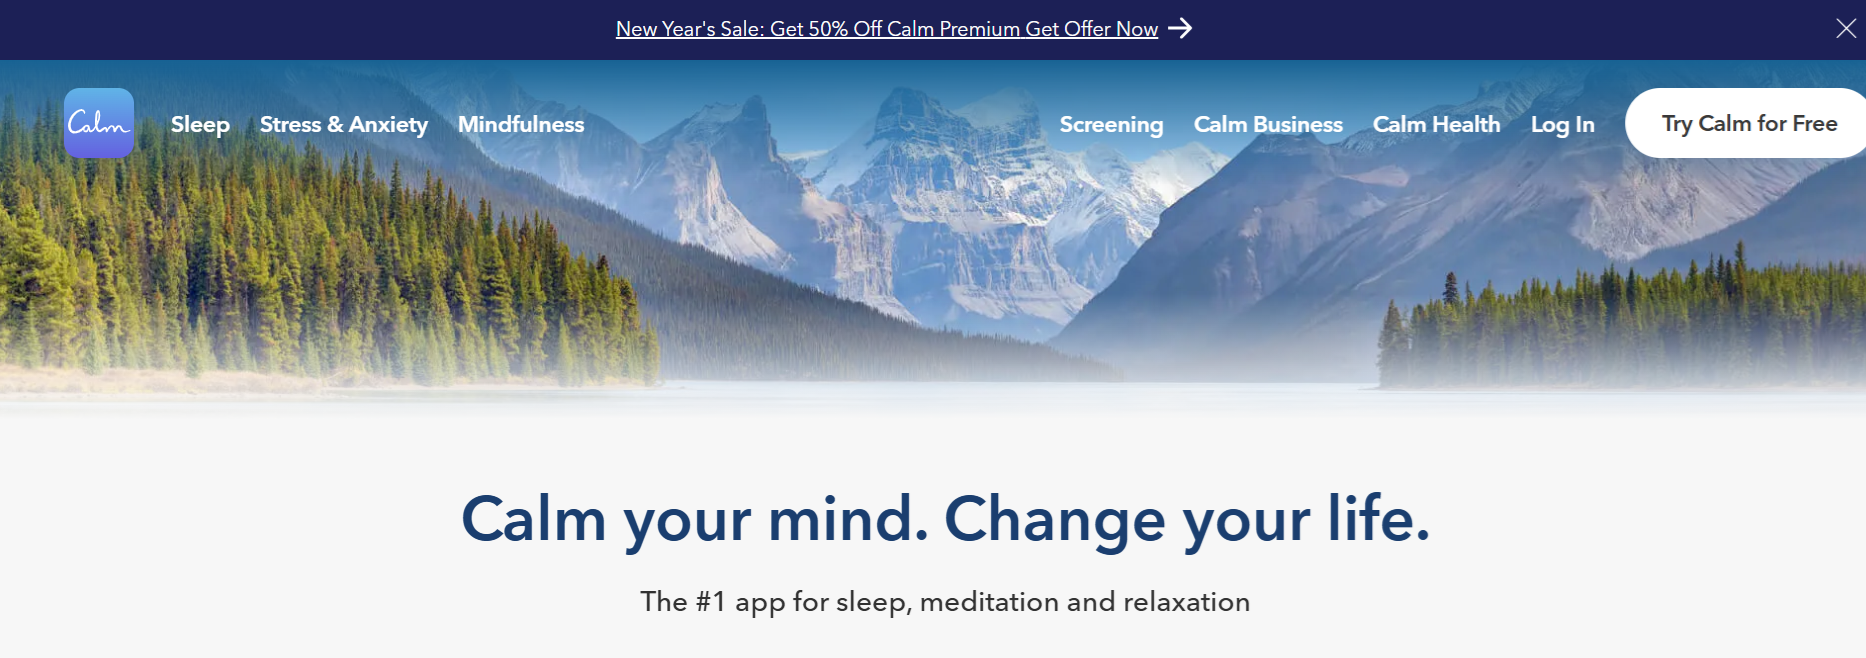 New Year's Sale: Get 50% Off Calm Premium Get Offer Now
Calm Sleep Stress & Anxiety Mindfulness Screening Calm Business Calm Health Log In Try Calm for Free
Calm your mind. Change your life.
The #1 app for sleep, meditation and relaxation